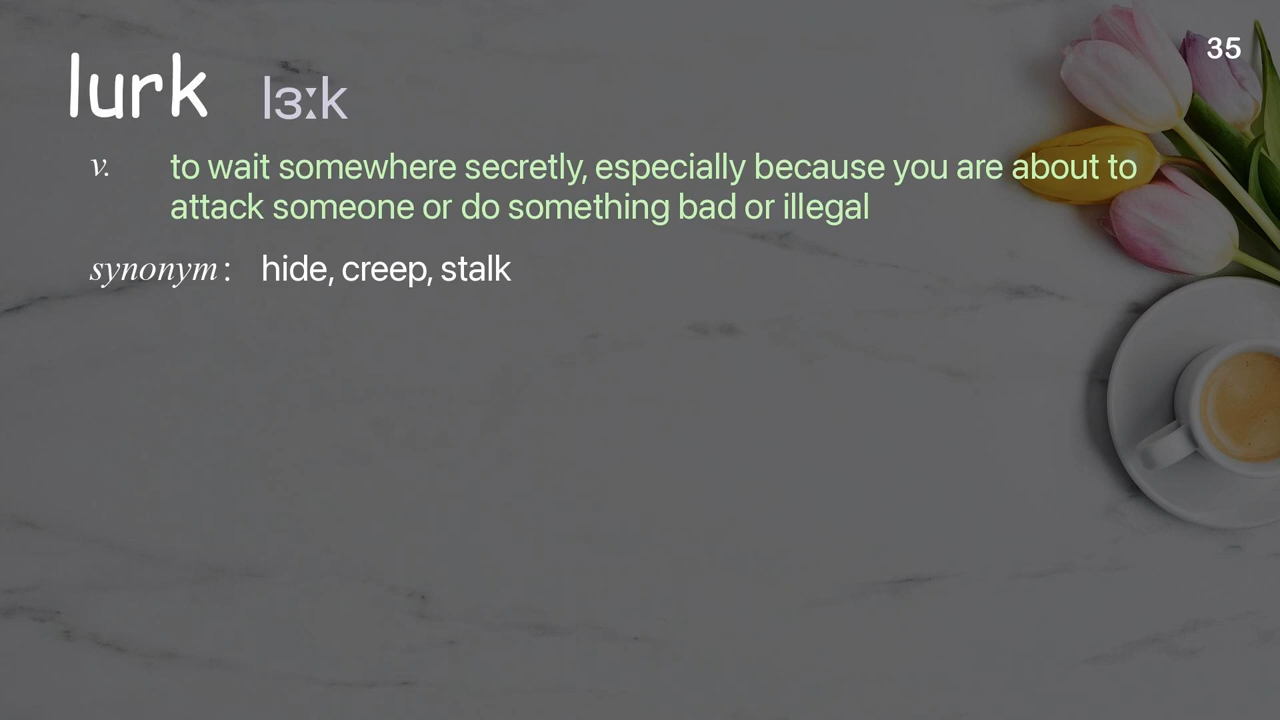 35
lurk lɜːk
v. to wait somewhere secretly, especially because you are about to
attack someone or do something bad or illegal
synonym: hide, creep, stalk